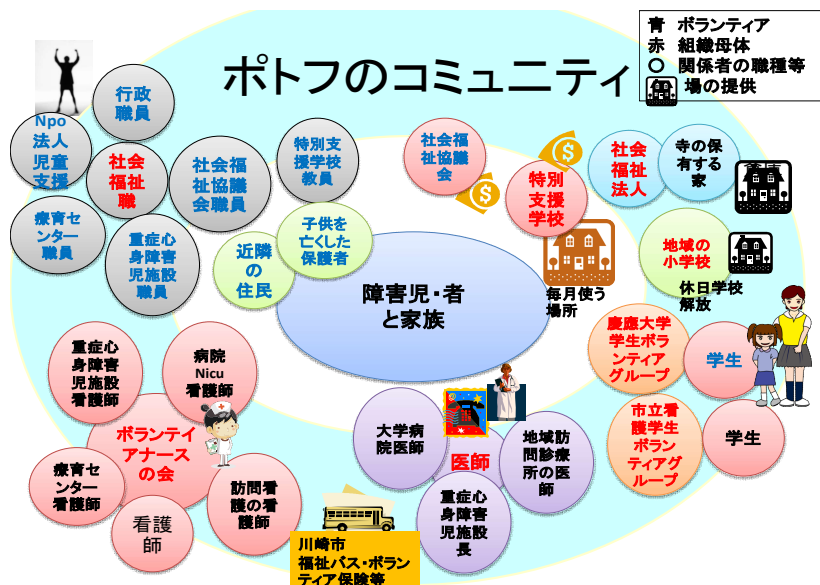 ポトフのコミュニティ
青 ボランティア
赤 組織母体
〇 関係者の職種等
場の提供
行政
職員
Npo
法人
児童
支援
社会
福祉
職
社会福
祉協議
会職員
特別支
援学校
教員
療育セ
ンター
職員
重症心
身障害
児施設
職員
近隣
の
住民
子供を
亡くした
保護者
社会福
祉協議
会
特別
支援
学校
社会
福祉
法人
寺の保
有する
家
地域の
小学校
休日学校
解放
毎月使う
場所
障害児・者
と家族
慶應大学
学生ボラ
ンティア
グループ
学生
市立看
護学生
ボラン
ティアグ
ループ
学生
重症心
身障害
児施設
看護師
病院
Nicu
看護師
ボランテイ
アナース
の会
療育セ
ンター
看護師
看護
師
訪問看
護の看
護師
大学病
院医師
医師
地域訪
問診療
所の医
師
重症心
身障害
児施設
長
川崎市
福祉バス・ボラン
ティア保険等